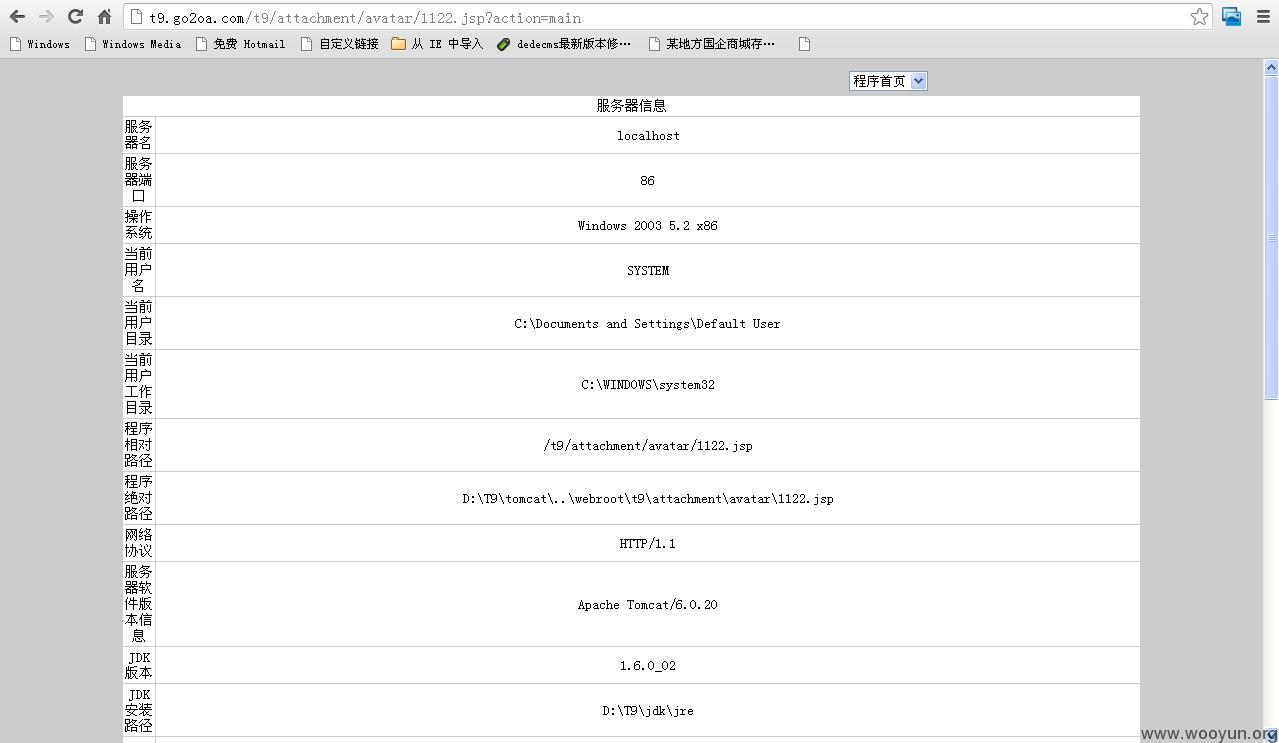 t9.go2oa.com/t9/attachment/avatar/1122.jsp?action=main
Windows Windows Media 免费 Hotmail 自定义链接 从 IE 中导入 dedecms最新版本修… 某地方国企商城存…
程序首页
服务器信息
服务
器名
localhost
服务
器端
口
86
操作
系统
Windows 2003 5.2 x86
当前
用户
名
SYSTEM
当前
用户
目录
C:\Documents and Settings\Default User
当前
用户
工作
目录
C:\WINDOWS\system32
程序
相对
路径
/t9/attachment/avatar/1122.jsp
程序
绝对
路径
D:\T9\tomcat\..\webroot\t9\attachment\avatar\1122.jsp
网络
协议
HTTP/1.1
服务
器软
件版
本信
息
Apache Tomcat/6.0.20
JDK
版本
1.6.0_02
JDK
安装
路径
D:\T9\jdk\jre
www.wooyun.org